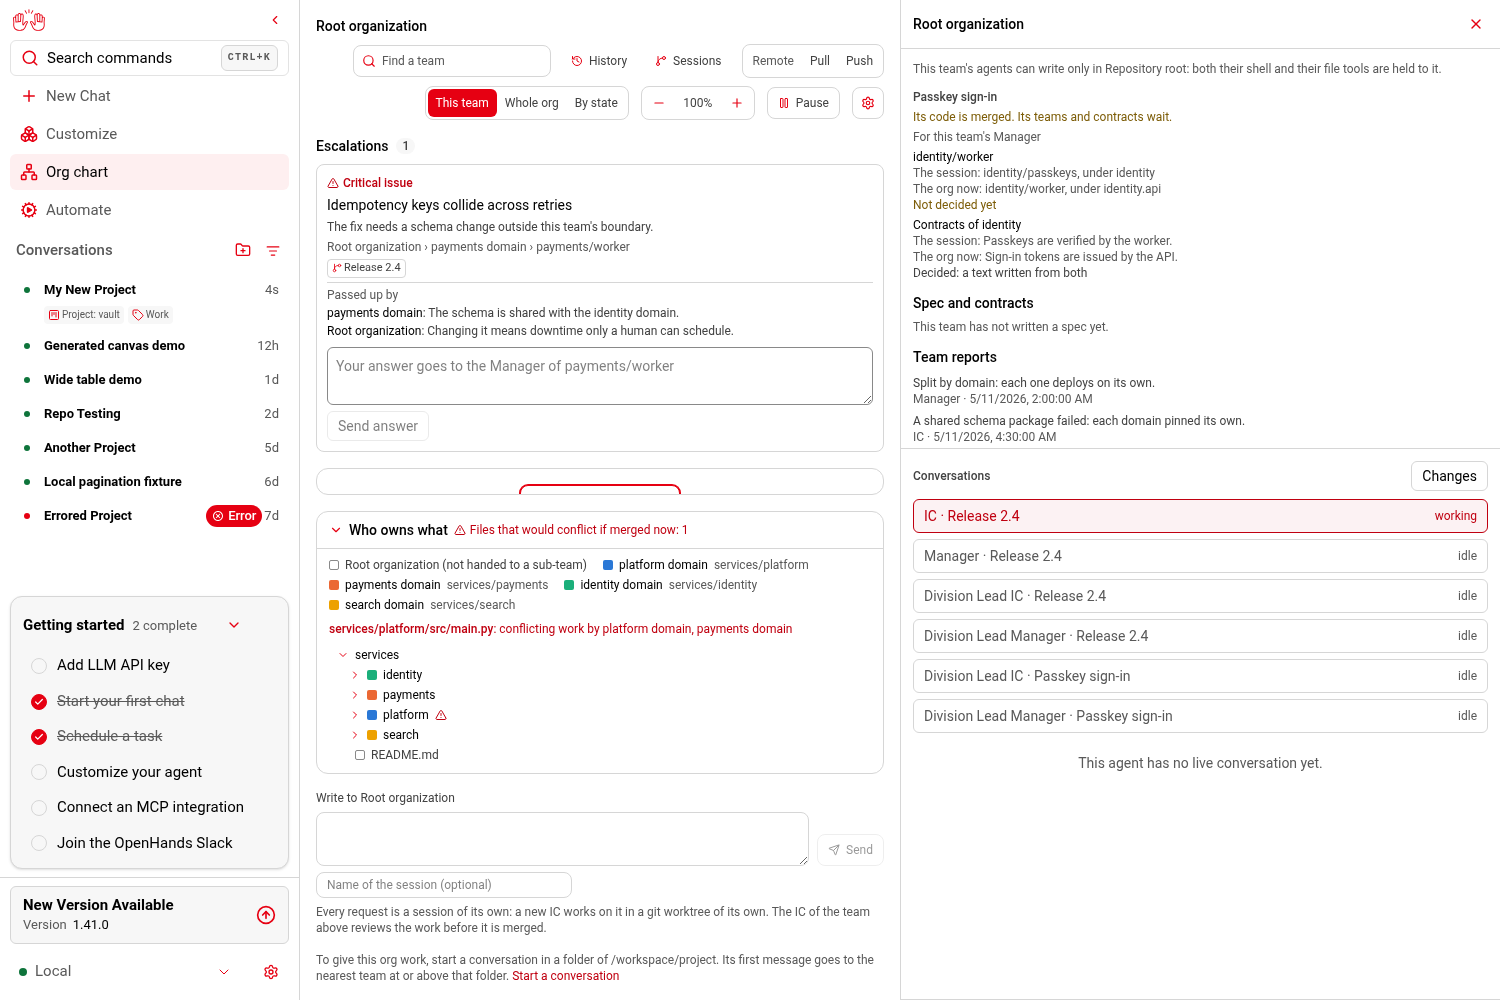 Search commands
CTRL+K
New Chat
Customize
Org chart
Automate
Conversations
My New Project
4s
Project: vault
Work
Generated canvas demo
12h
Wide table demo
1d
Repo Testing
2d
Another Project
5d
Local pagination fixture
6d
Errored Project
Error
7d
Getting started
2 complete
Add LLM API key
Start your first chat
Schedule a task
Customize your agent
Connect an MCP integration
Join the OpenHands Slack
New Version Available
Version 1.41.0
Local
Root organization
Find a team
History
Sessions
Remote
Pull
Push
This team
Whole org
By state
100%
Pause
Escalations
1
Critical issue
Idempotency keys collide across retries
The fix needs a schema change outside this team's boundary.
Root organization › payments domain › payments/worker
Release 2.4
Passed up by
payments domain: The schema is shared with the identity domain.
Root organization: Changing it means downtime only a human can schedule.
Your answer goes to the Manager of payments/worker
Send answer
Who owns what
Files that would conflict if merged now: 1
Root organization (not handed to a sub-team)
platform domain services/platform
payments domain services/payments
identity domain services/identity
search domain services/search
services/platform/src/main.py: conflicting work by platform domain, payments domain
services
identity
payments
platform
search
README.md
Write to Root organization
Send
Name of the session (optional)
Every request is a session of its own: a new IC works on it in a git worktree of its own. The IC of the team
above reviews the work before it is merged.
To give this org work, start a conversation in a folder of /workspace/project. Its first message goes to the
nearest team at or above that folder. Start a conversation
Root organization
This team's agents can write only in Repository root: both their shell and their file tools are held to it.
Passkey sign-in
Its code is merged. Its teams and contracts wait.
For this team's Manager
identity/worker
The session: identity/passkeys, under identity
The org now: identity/worker, under identity.api
Not decided yet
Contracts of identity
The session: Passkeys are verified by the worker.
The org now: Sign-in tokens are issued by the API.
Decided: a text written from both
Spec and contracts
This team has not written a spec yet.
Team reports
Split by domain: each one deploys on its own.
Manager · 5/11/2026, 2:00:00 AM
A shared schema package failed: each domain pinned its own.
IC · 5/11/2026, 4:30:00 AM
Conversations
Changes
IC · Release 2.4
working
Manager · Release 2.4
idle
Division Lead IC · Release 2.4
idle
Division Lead Manager · Release 2.4
idle
Division Lead IC · Passkey sign-in
idle
Division Lead Manager · Passkey sign-in
idle
This agent has no live conversation yet.